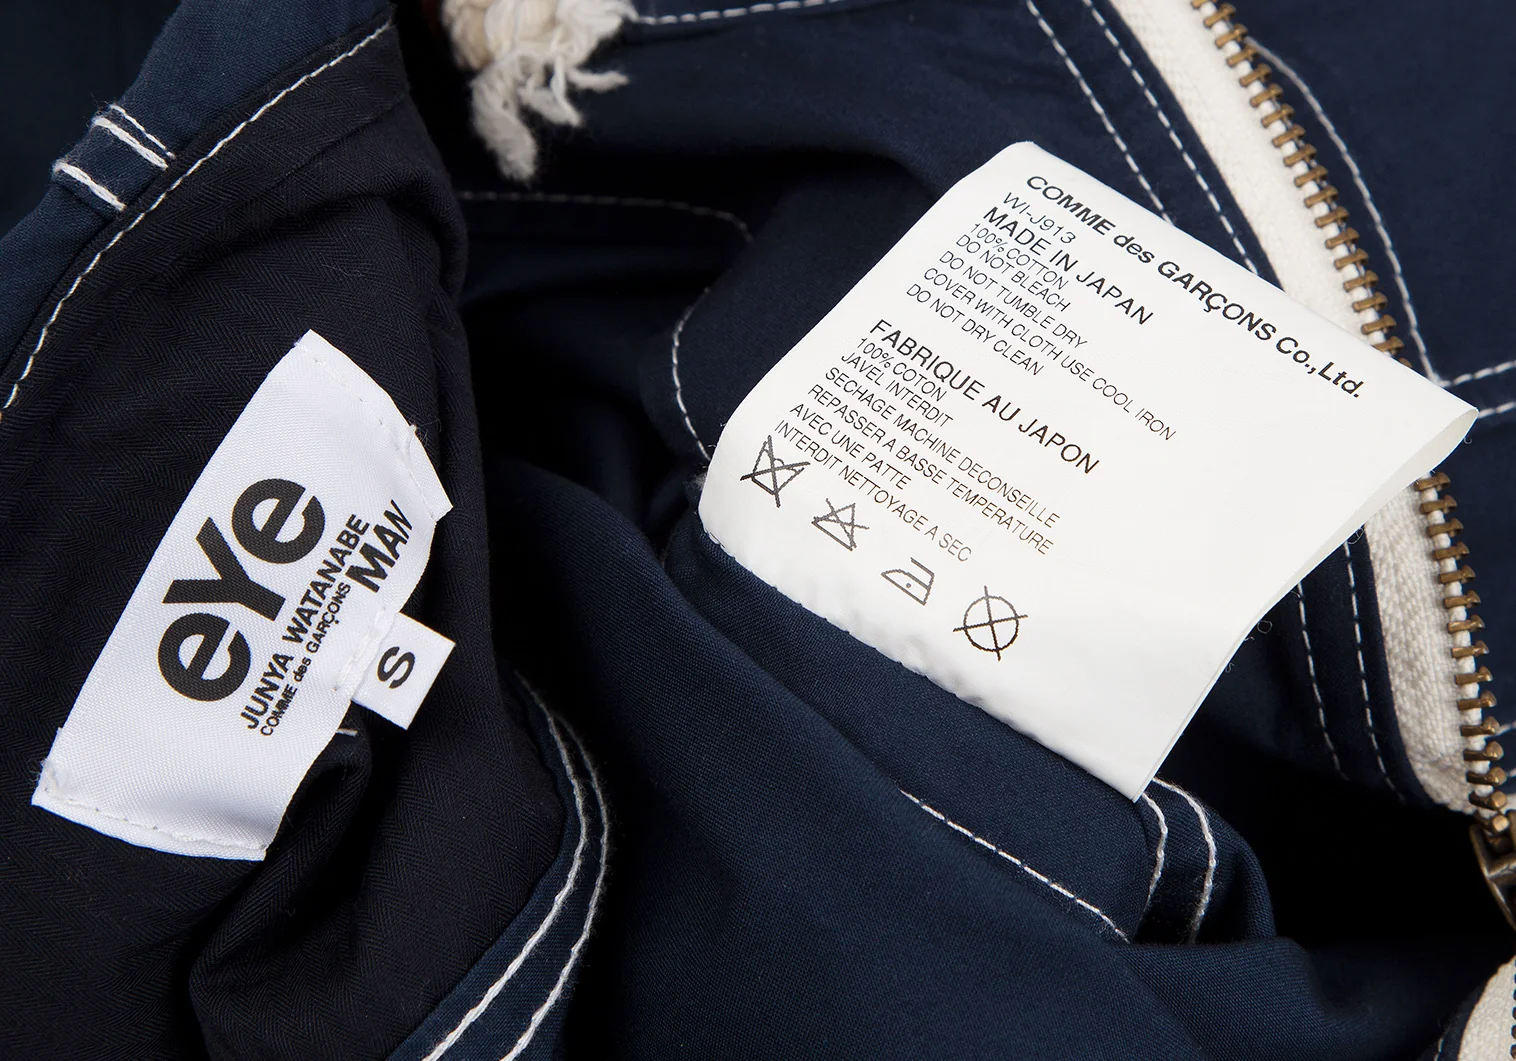 eYe
JUNYA WATANABE
COMME des GARÇONS MAN
S
COMME des GARÇONS Co.,Ltd.
WI-J913
MADE IN JAPAN
100% COTTON
DO NOT BLEACH
DO NOT TUMBLE DRY
COVER WITH CLOTH USE COOL IRON
DO NOT DRY CLEAN
FABRIQUE AU JAPON
100% COTON
JAVEL INTERDIT
SECHAGE MACHINE DECONSEILLE
REPASSER A BASSE TEMPERATURE
AVEC UNE PATTE
INTERDIT NETTOYAGE A SEC